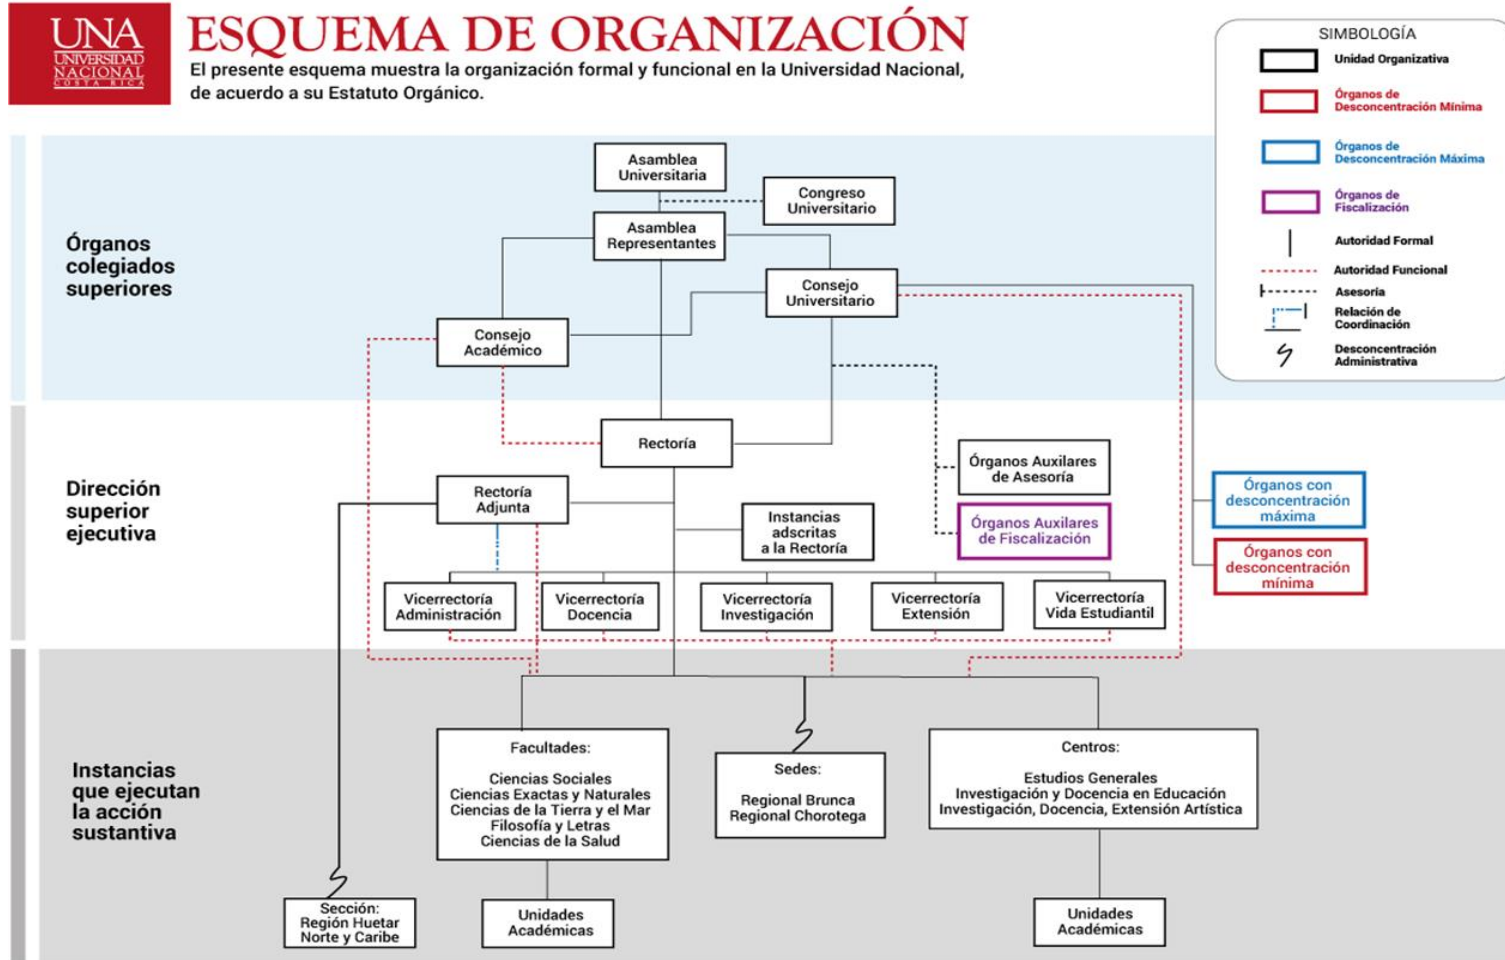 UNA
UNIVERSIDAD
NACIONAL
COSTA RICA
ESQUEMA DE ORGANIZACIÓN
El presente esquema muestra la organización formal y funcional en la Universidad Nacional,
de acuerdo a su Estatuto Orgánico.
SIMBOLOGÍA
Unidad Organizativa
Órganos de
Desconcentración Mínima
Órganos de
Desconcentración Máxima
Órganos de
Fiscalización
Autoridad Formal
Autoridad Funcional
Asesoría
Relación de
Coordinación
Desconcentración
Administrativa
Órganos
colegiados
superiores
Asamblea
Universitaria
Congreso
Universitario
Asamblea
Representantes
Consejo
Universitario
Consejo
Académico
Dirección
superior
ejecutiva
Rectoría
Rectoría
Adjunta
Instancias
adscritas
a la Rectoría
Órganos Auxilares
de Asesoría
Órganos Auxilares
de Fiscalización
Órganos con
desconcentración
máxima
Órganos con
desconcentración
mínima
Vicerrectoría
Administración
Vicerrectoría
Docencia
Vicerrectoría
Investigación
Vicerrectoría
Extensión
Vicerrectoría
Vida Estudiantil
Instancias
que ejecutan
la acción
sustantiva
Facultades:
Ciencias Sociales
Ciencias Exactas y Naturales
Ciencias de la Tierra y el Mar
Filosofía y Letras
Ciencias de la Salud
Sedes:
Regional Brunca
Regional Chorotega
Centros:
Estudios Generales
Investigación y Docencia en Educación
Investigación, Docencia, Extensión Artística
Sección:
Región Huetar
Norte y Caribe
Unidades
Académicas
Unidades
Académicas